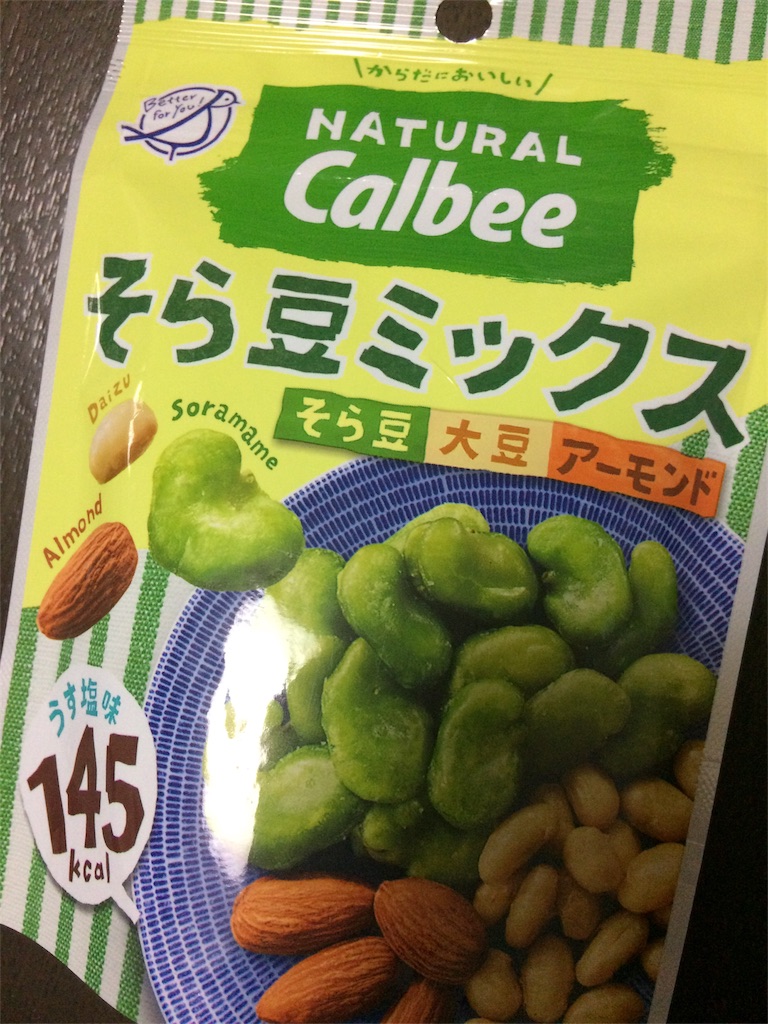 からだにおいしい
Better
for You!
NATURAL
Calbee
そら豆ミックス
そら豆 大豆 アーモンド
Daizu
Soramame
Almond
うす塩味
145
kcal